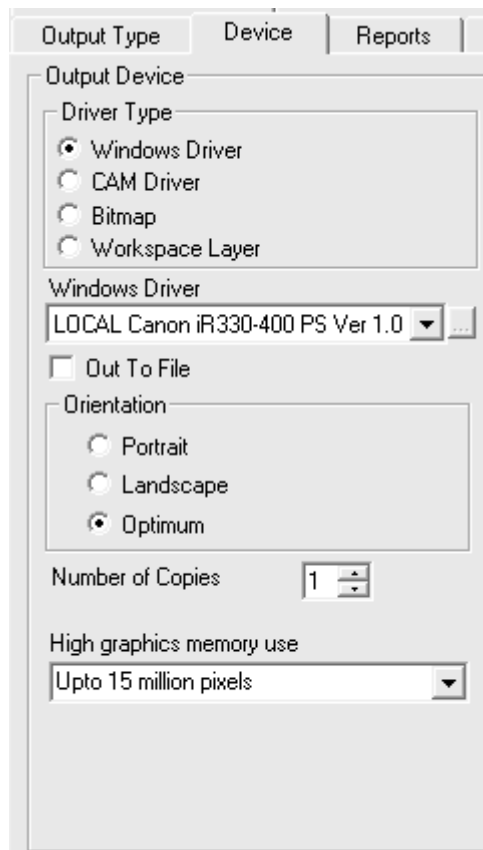 Output Type Device Reports
Output Device
Driver Type
Windows Driver
CAM Driver
Bitmap
Workspace Layer
Windows Driver
LOCAL Canon iR330-400 PS Ver 1.0 ...
Out To File
Orientation
Portrait
Landscape
Optimum
Number of Copies 1
High graphics memory use
Upto 15 million pixels